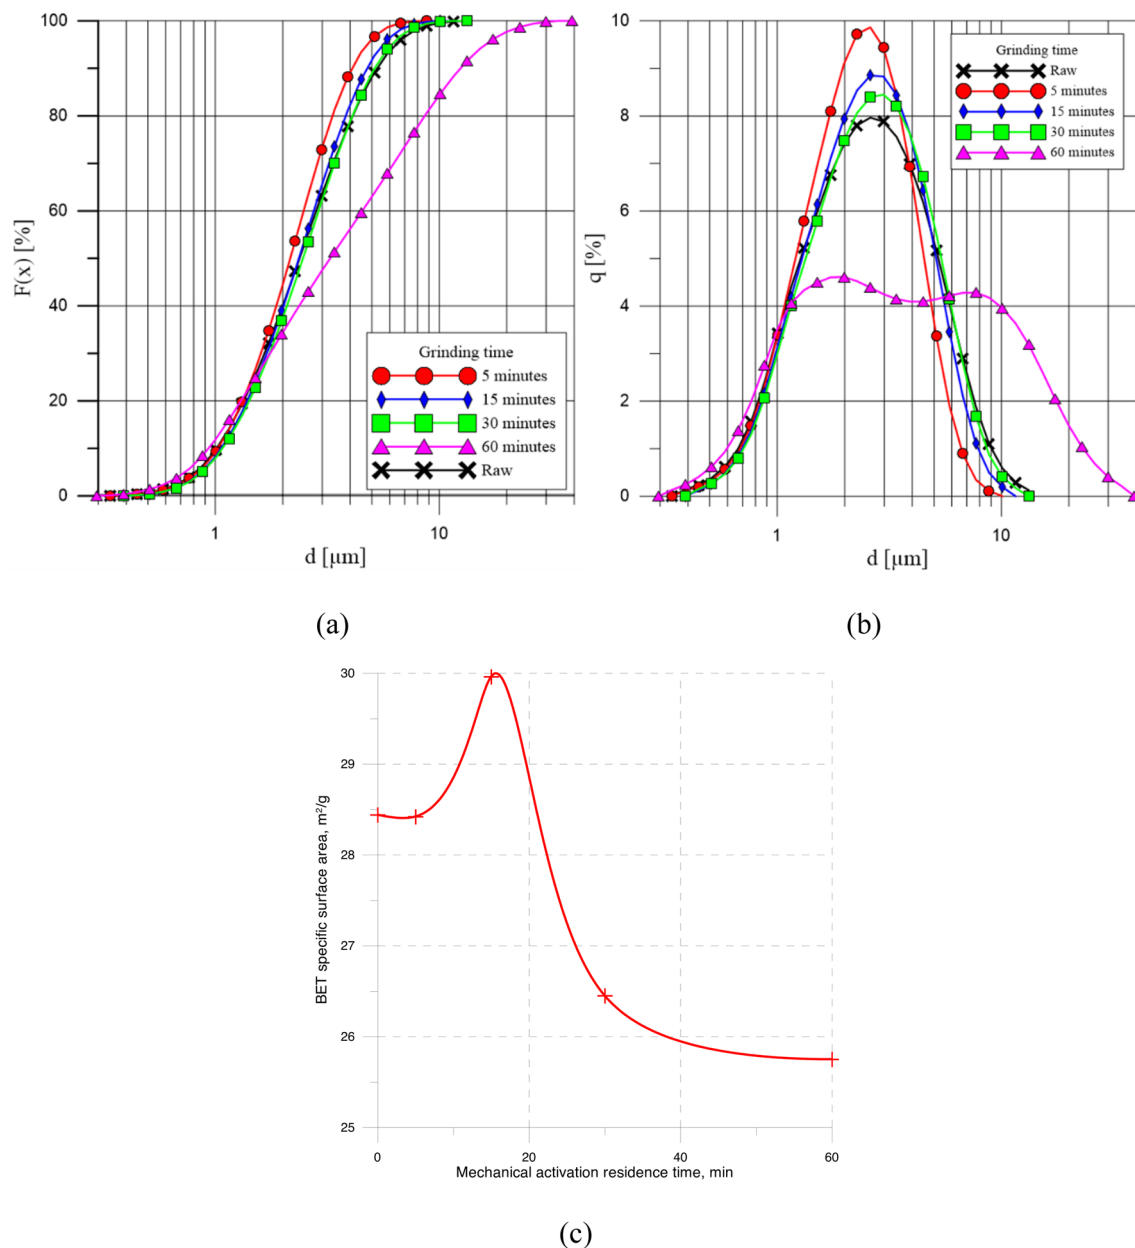 100
80
60
40
20
0
F(x) [%]
1
10
d [µm]
Grinding time
5 minutes
15 minutes
30 minutes
60 minutes
Raw
(a)
10
8
6
4
2
0
q [%]
1
10
d [µm]
Grinding time
Raw
5 minutes
15 minutes
30 minutes
60 minutes
(b)
30
29
28
27
26
25
BET specific surface area, m²/g
0
20
40
60
Mechanical activation residence time, min
(c)